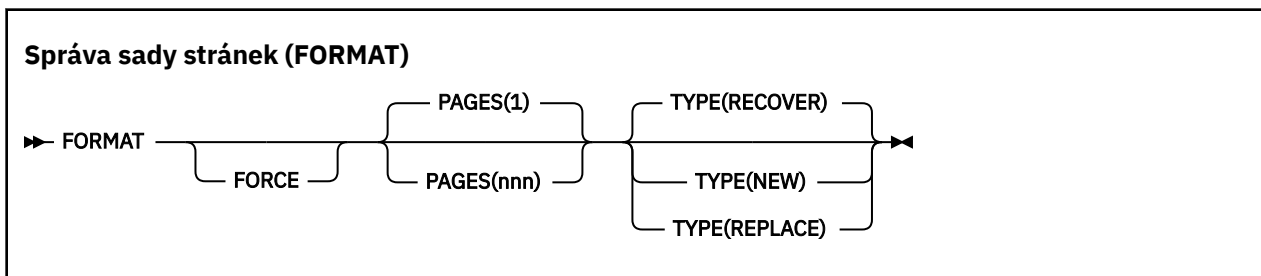 Správa sady stránek (FORMAT)
PAGES(1) TYPE(RECOVER)
FORMAT
FORCE PAGES(nnn) TYPE(NEW)
TYPE(REPLACE)